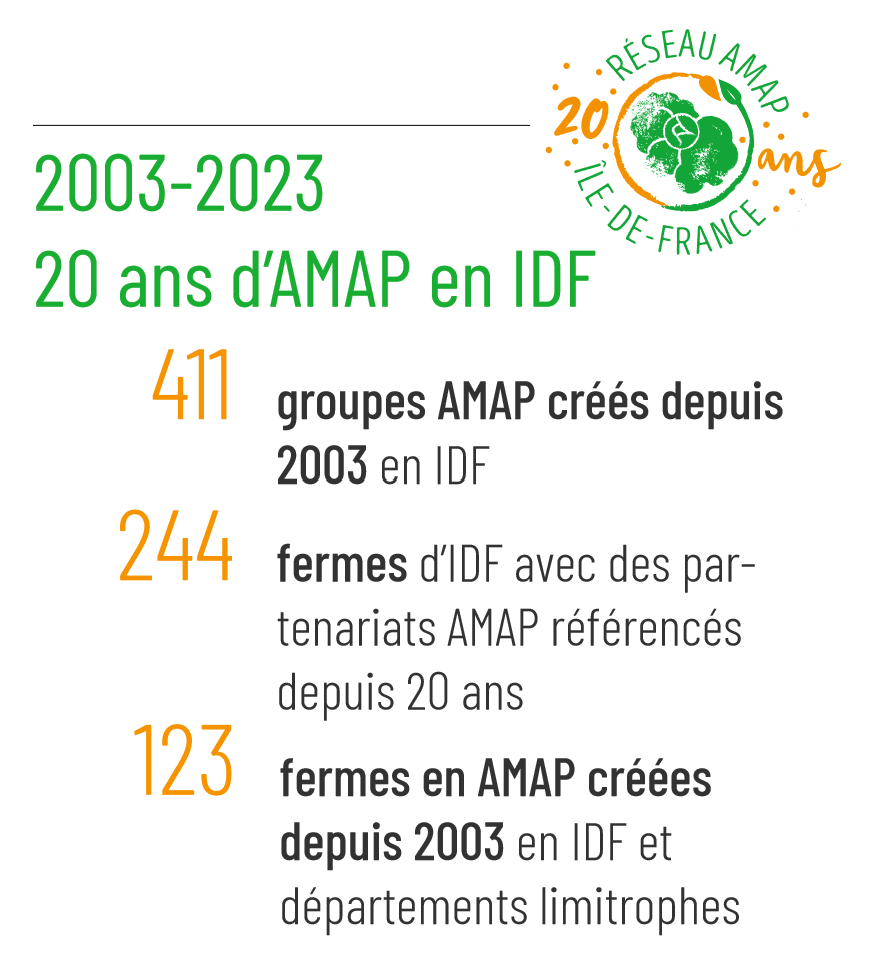 RÉSEAU AMAP
20 ans
ÎLE-DE-FRANCE
2003-2023
20 ans d’AMAP en IDF
411
groupes AMAP créés depuis
2003 en IDF
244
fermes d’IDF avec des par-
tenariats AMAP référencés
depuis 20 ans
123
fermes en AMAP créées
depuis 2003 en IDF et
départements limitrophes